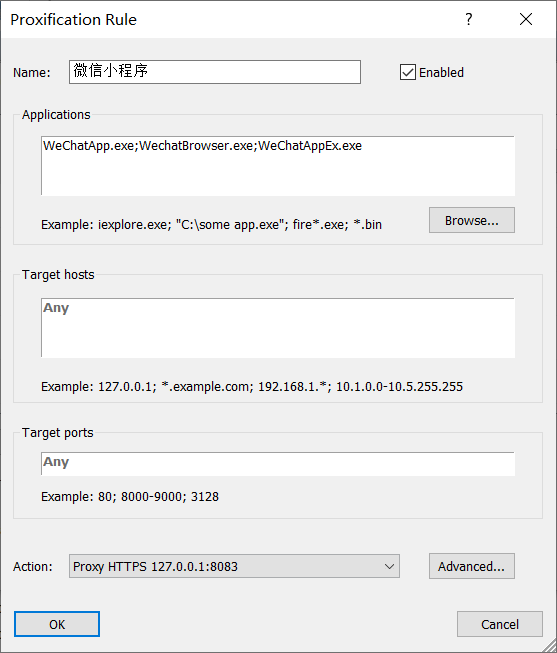 Proxification Rule
?
Name: 微信小程序 Enabled
Applications
WeChatApp.exe;WechatBrowser.exe;WeChatAppEx.exe
Example: iexplore.exe; "C:\some app.exe"; fire*.exe; *.bin Browse...
Target hosts
Any
Example: 127.0.0.1; *.example.com; 192.168.1.*; 10.1.0.0-10.5.255.255
Target ports
Any
Example: 80; 8000-9000; 3128
Action: Proxy HTTPS 127.0.0.1:8083 Advanced...
OK Cancel